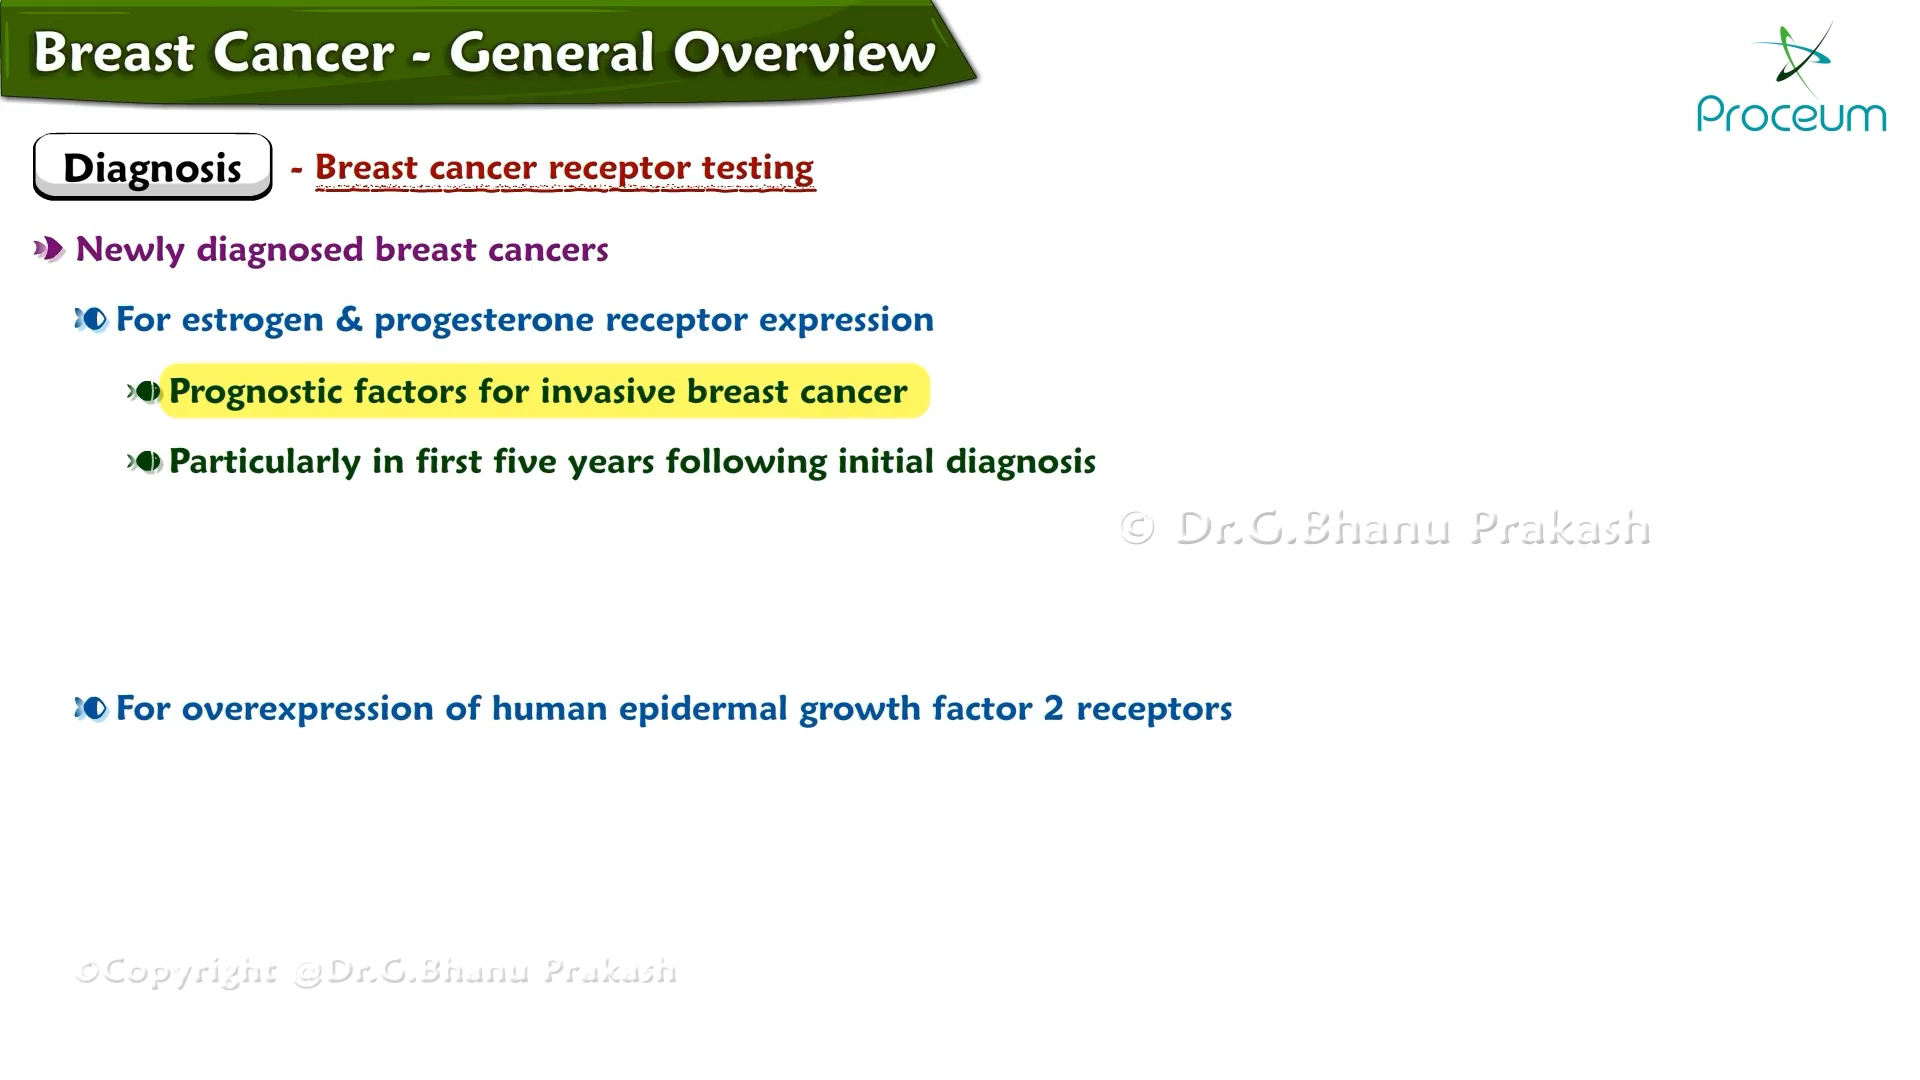 Breast Cancer - General Overview
Proceum
Diagnosis - Breast cancer receptor testing
Newly diagnosed breast cancers
For estrogen & progesterone receptor expression
Prognostic factors for invasive breast cancer
Particularly in first five years following initial diagnosis
© Dr.G.Bhanu Prakash
For overexpression of human epidermal growth factor 2 receptors
©Copyright @Dr.G.Bhanu Prakash